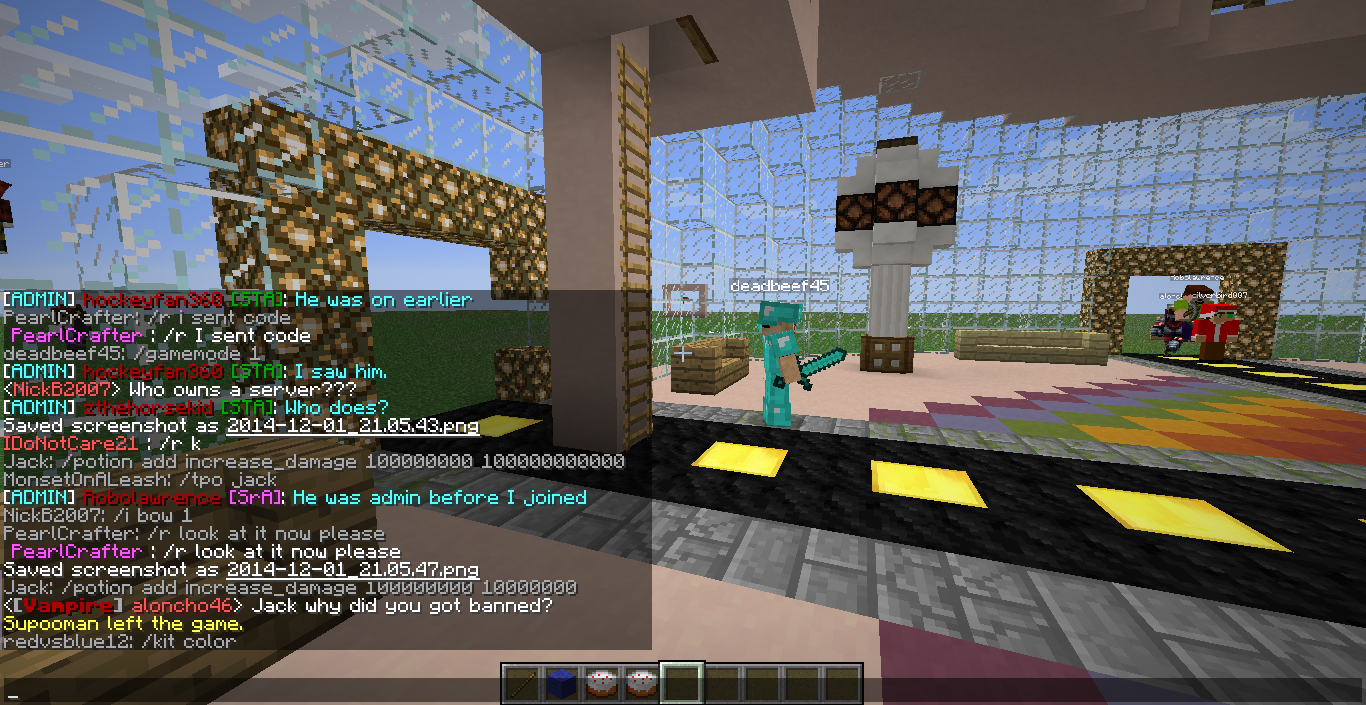 er
Robolawrence
silverbird007
deadbeef45
[ADMIN] hockeyfan360 [STA]: He was on earlier
PearlCrafter: /r i sent code
PearlCrafter : /r I sent code
deadbeef45: /gamemode 1
[ADMIN] hockeyfan360 [STA]: I saw him.
<NickB2007> Who owns a server???
[ADMIN] zthehorsekid [STA]: Who does?
Saved screenshot as 2014-12-01_21.05.43.png
IDoNotCare21 : /r k
Jack: /potion add increase_damage 100000000 100000000000
MonsetOnALeash: /tpo jack
[ADMIN] Robolawrence [SrA]: He was admin before I joined
NickB2007: /i bow 1
PearlCrafter: /r look at it now please
PearlCrafter : /r look at it now please
Saved screenshot as 2014-12-01_21.05.47.png
Jack: /potion add increase_damage 100000000 10000000
<[Vampire] aloncho46> Jack why did you got banned?
Supooman left the game.
redvsblue12: /kit color
_